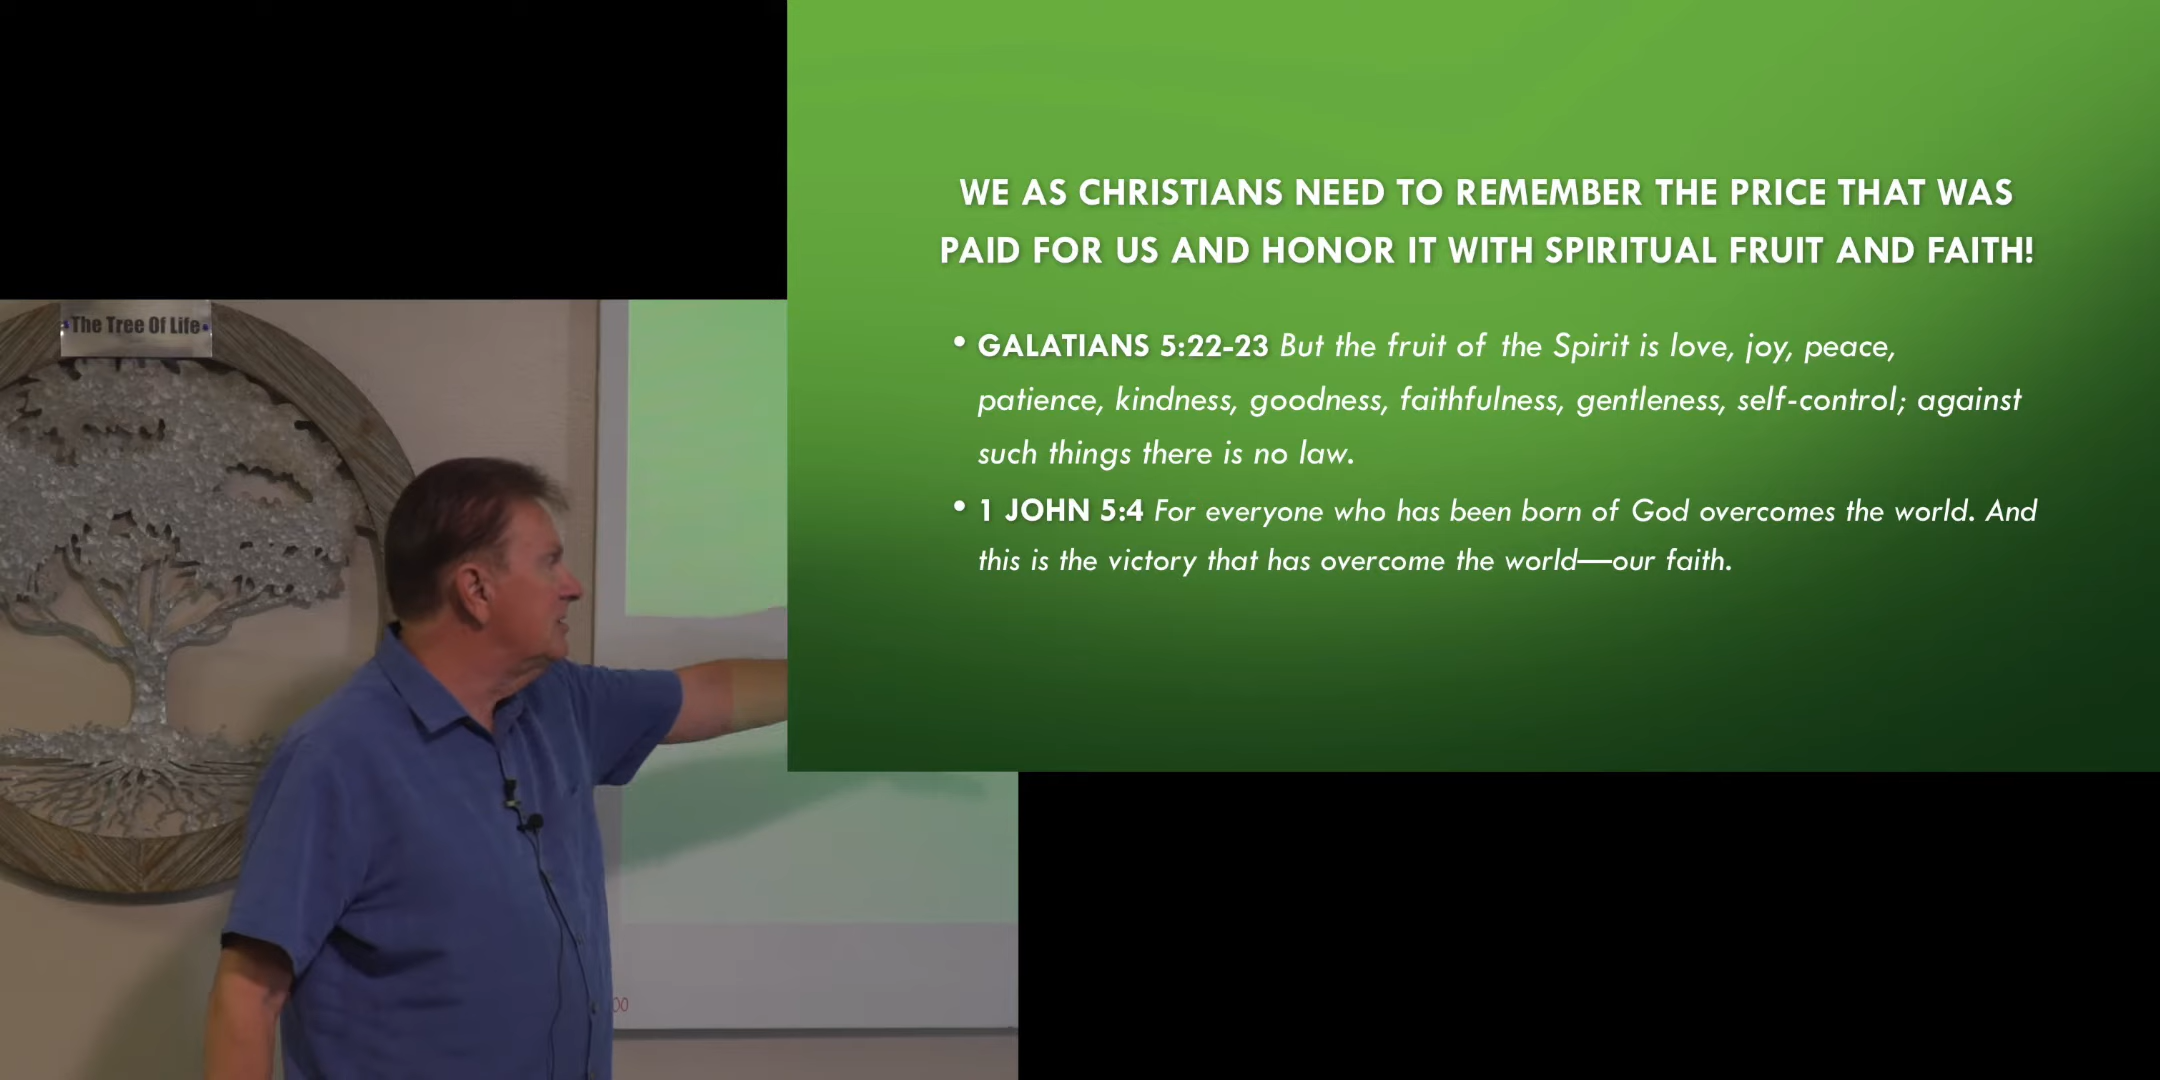 The Tree Of Life
WE AS CHRISTIANS NEED TO REMEMBER THE PRICE THAT WAS
PAID FOR US AND HONOR IT WITH SPIRITUAL FRUIT AND FAITH!
• GALATIANS 5:22-23 But the fruit of the Spirit is love, joy, peace,
patience, kindness, goodness, faithfulness, gentleness, self-control; against
such things there is no law.
• 1 JOHN 5:4 For everyone who has been born of God overcomes the world. And
this is the victory that has overcome the world—our faith.
00